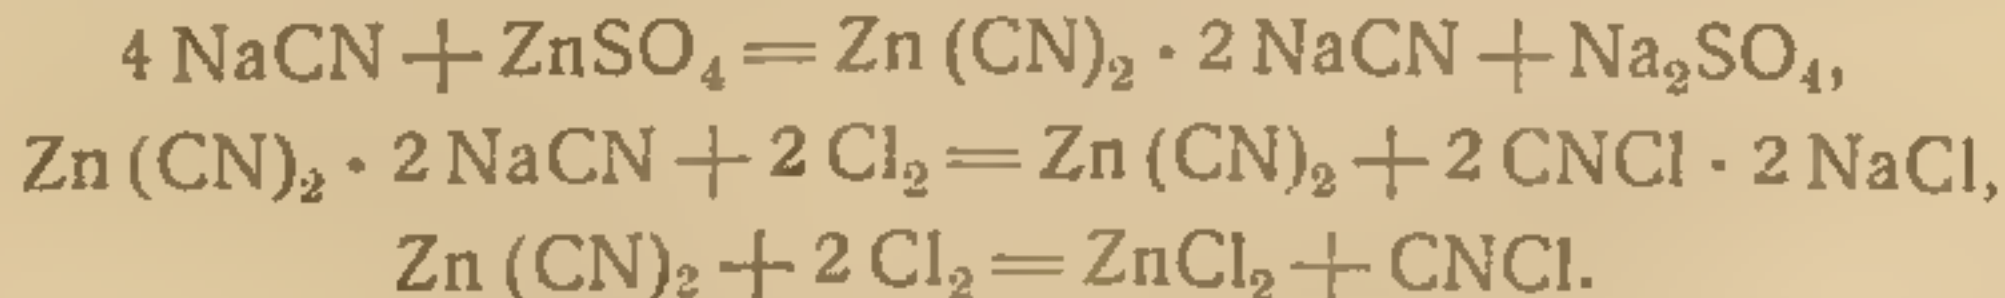 4 NaCN + ZnSO₄ = Zn (CN)₂ · 2 NaCN + Na₂SO₄,
Zn (CN)₂ · 2 NaCN + 2 Cl₂ = Zn (CN)₂ + 2 CNCl · 2 NaCl,
Zn (CN)₂ + 2 Cl₂ = ZnCl₂ + CNCl.